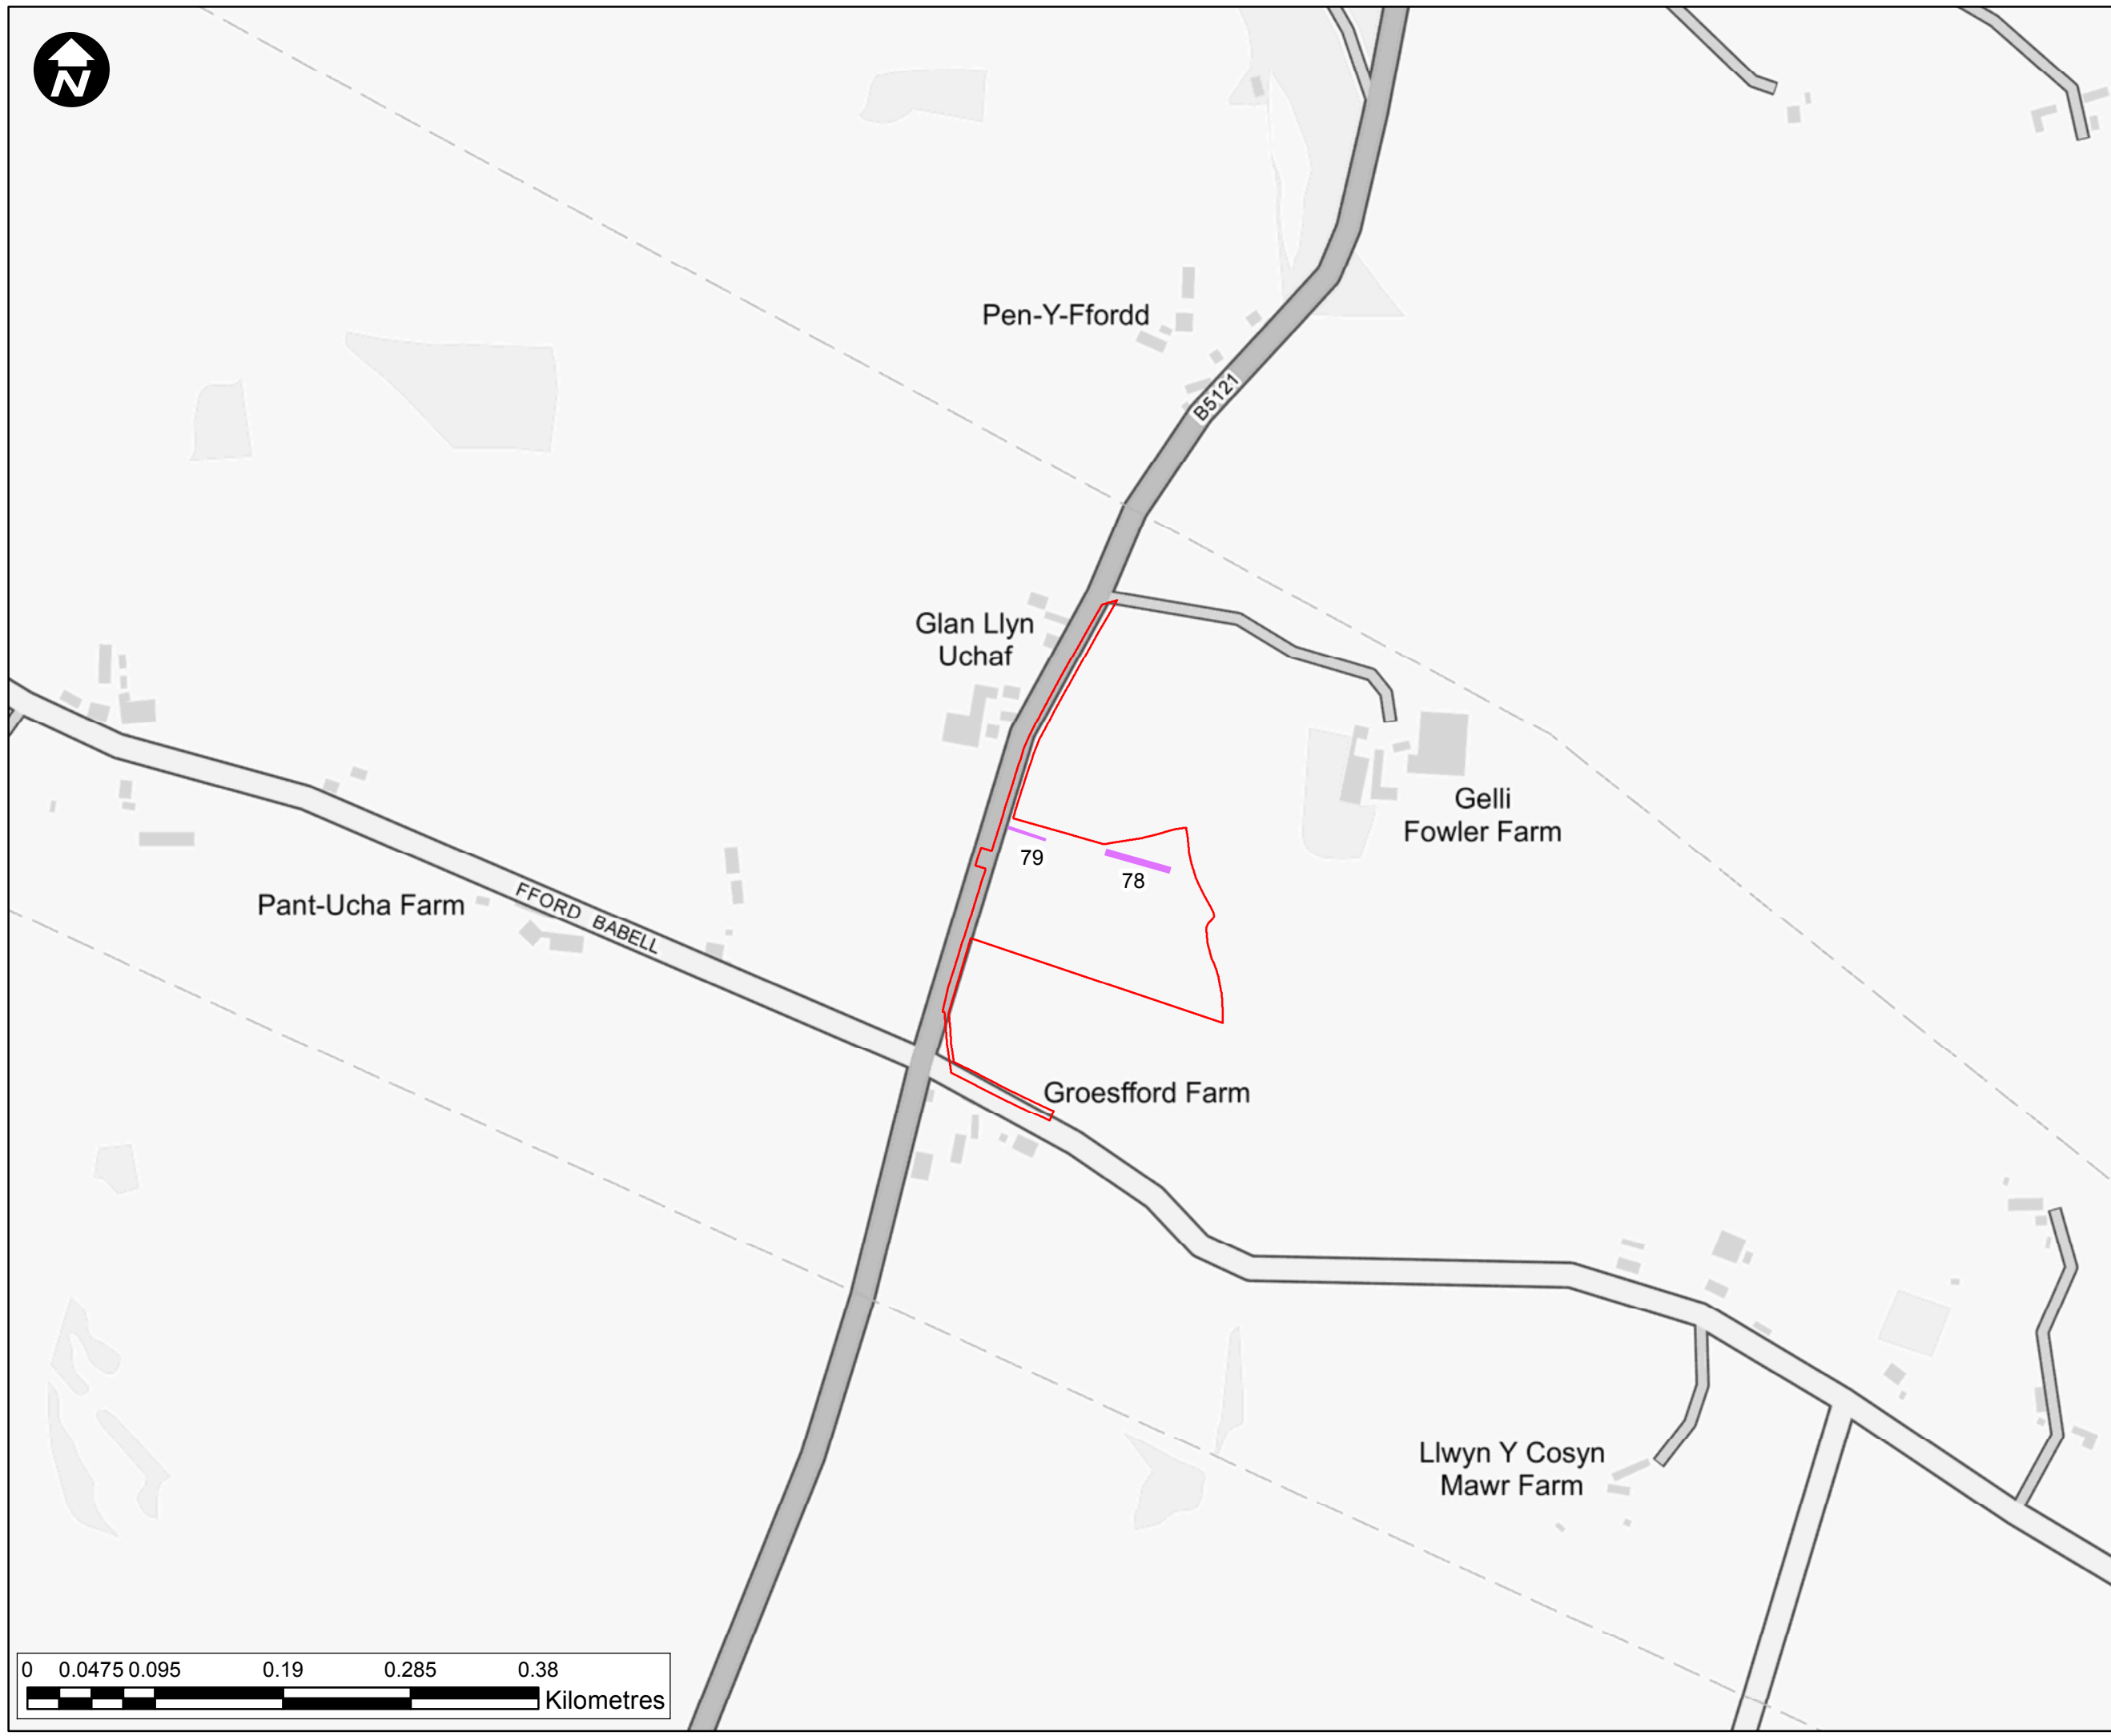 N
Pen-Y-Ffordd
B5121
Glan Llyn
Uchaf
Gelli
Fowler Farm
79
78
Pant-Ucha Farm
FFORD BABELL
Groesfford Farm
Llwyn Y Cosyn
Mawr Farm
0 0.0475 0.095 0.19 0.285 0.38
Kilometres